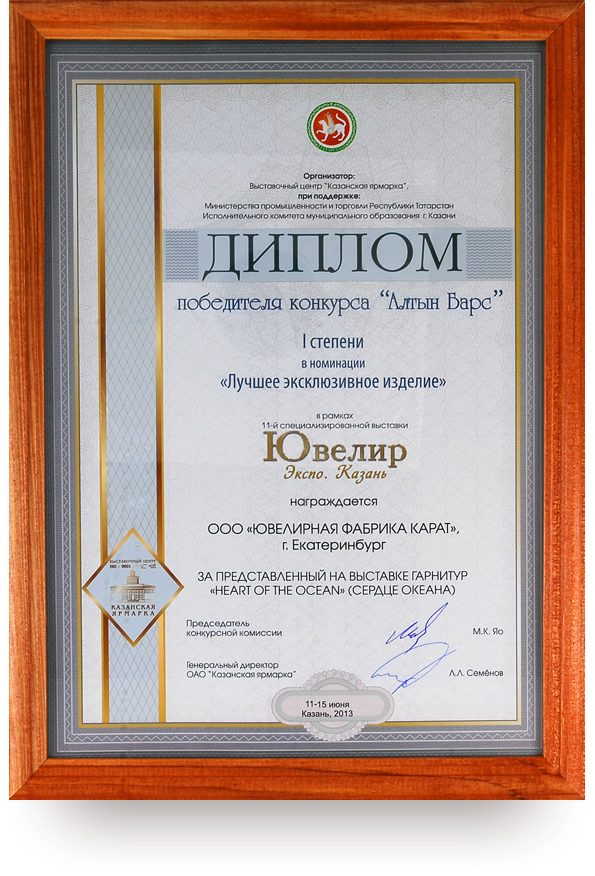 Организатор:
Выставочный центр "Казанская ярмарка",
при поддержке:
Министерства промышленности и торговли Республики Татарстан
Исполнительного комитета муниципального образования г. Казани
ДИПЛОМ
победителя конкурса “Алтын Барс”
I степени
в номинации
«Лучшее эксклюзивное изделие»
в рамках
11-й специализированной выставки
Ювелир
Экспо. Казань
награждается
ООО «ЮВЕЛИРНАЯ ФАБРИКА КАРАТ»,
г. Екатеринбург
ЗА ПРЕДСТАВЛЕННЫЙ НА ВЫСТАВКЕ ГАРНИТУР
«HEART OF THE OCEAN» (СЕРДЦЕ ОКЕАНА)
ВЫСТАВОЧНЫЙ ЦЕНТР
ISO - 9001
КАЗАНСКАЯ
ЯРМАРКА
Председатель
конкурсной комиссии
М.К. Яо
Генеральный директор
ОАО "Казанская ярмарка"
Л.Л. Семёнов
11-15 июня
Казань, 2013